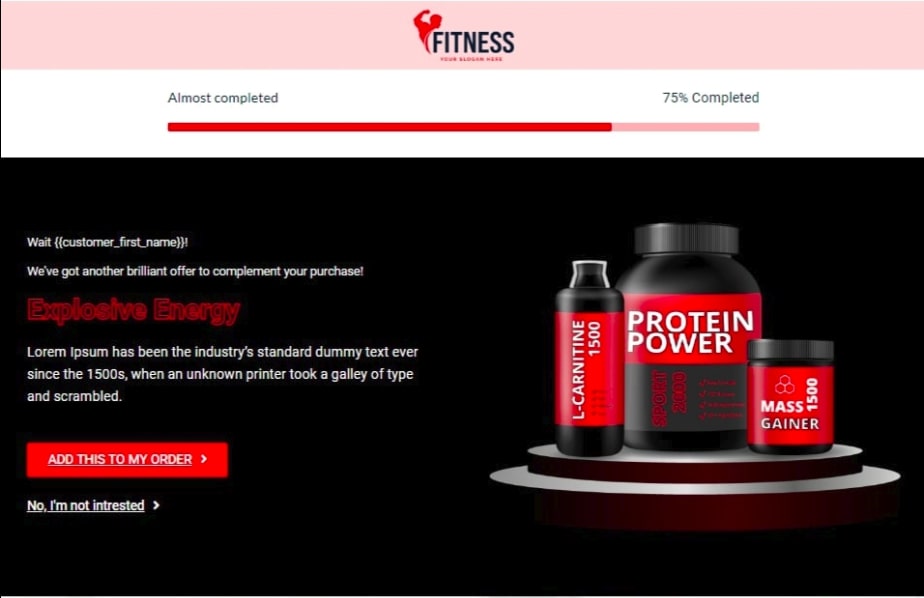 FITNESS
YOUR SLOGAN HERE
Almost completed
75% Completed
Wait {{customer_first_name}}!
We've got another brilliant offer to complement your purchase!
Explosive Energy
Lorem Ipsum has been the industry's standard dummy text ever
since the 1500s, when an unknown printer took a galley of type
and scrambled.
ADD THIS TO MY ORDER
No, I'm not intrested
L-CARNITINE
1500
PROTEIN
POWER
SPORT
2000
MASS
1500
GAINER